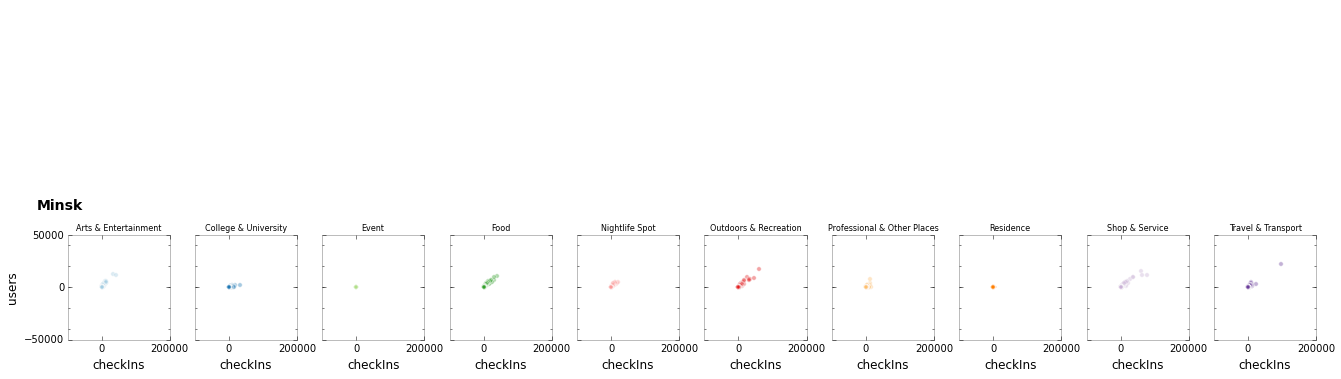 Minsk
Arts & Entertainment College & University Event Food Nightlife Spot Outdoors & Recreation Professional & Other Places Residence Shop & Service Travel & Transport
50000
users
0
−50000
0 200000 0 200000 0 200000 0 200000 0 200000 0 200000 0 200000 0 200000 0 200000 0 200000
checkIns checkIns checkIns checkIns checkIns checkIns checkIns checkIns checkIns checkIns